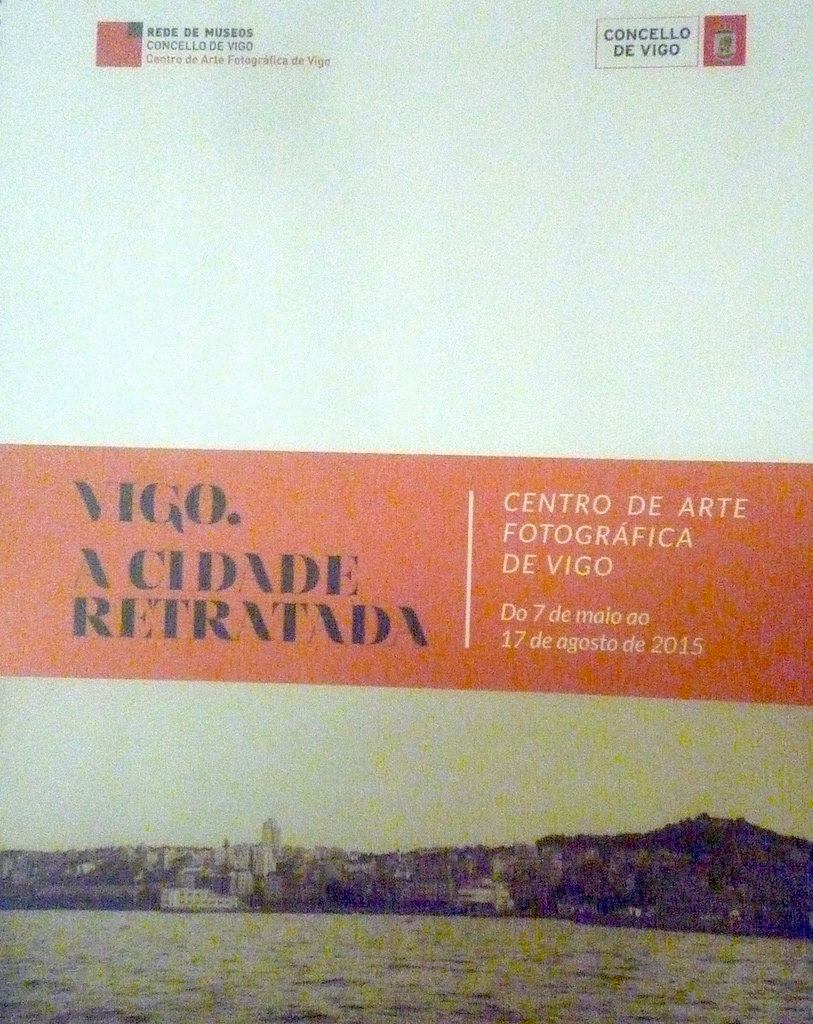 REDE DE MUSEOS
CONCELLO DE VIGO
Centro de Arte Fotográfica de Vigo
CONCELLO
DE VIGO
VIGO.
A CIDADE
RETRATADA
CENTRO DE ARTE
FOTOGRÁFICA
DE VIGO
Do 7 de maio ao
17 de agosto de 2015